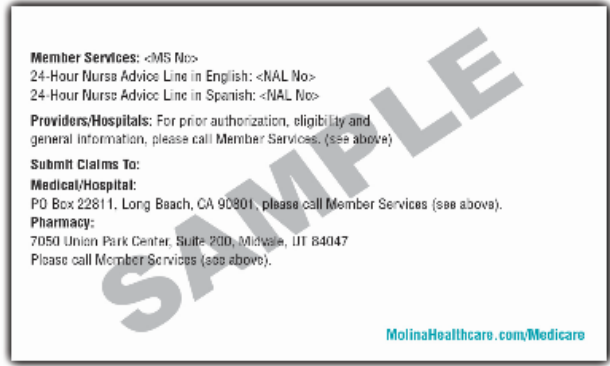 Member Services: <MS No>
24-Hour Nurse Advice Line in English: <NAL No>
24-Hour Nurse Advice Line in Spanish: <NAL No>
Providers/Hospitals: For prior authorization, eligibility and
general information, please call Member Services. (see above)
Submit Claims To:
Medical/Hospital:
PO Box 22811, Long Beach, CA 90801, please call Member Services (see above).
Pharmacy:
7050 Union Park Center, Suite 200, Midvale, UT 84047
Please call Member Services (see above).
SAMPLE
MolinaHealthcare.com/Medicare